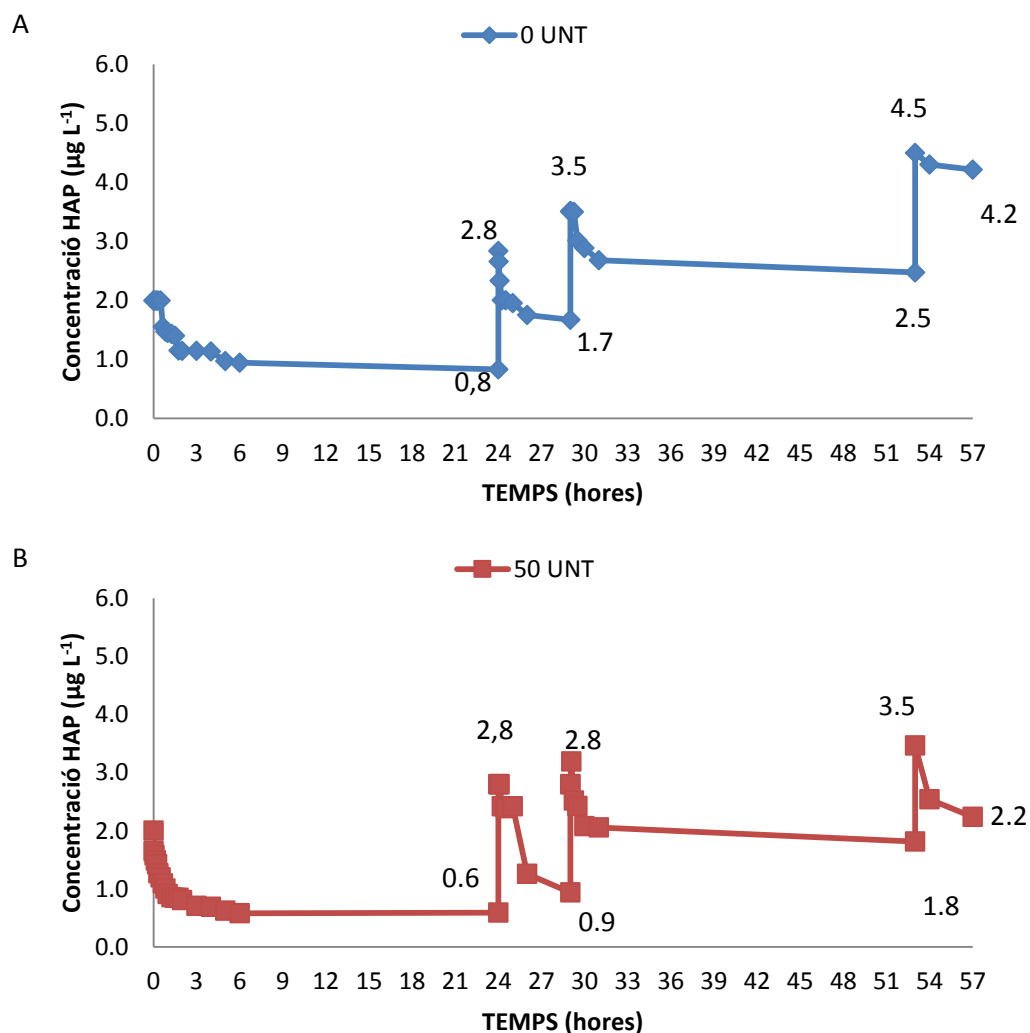 A
0 UNT
6.0
5.0
4.0
3.0
2.0
1.0
0.0
Concentració HAP (µg L-1)
2.8
0,8
3.5
1.7
4.5
2.5
4.2
0 3 6 9 12 15 18 21 24 27 30 33 36 39 42 45 48 51 54 57
TEMPS (hores)
B
50 UNT
6.0
5.0
4.0
3.0
2.0
1.0
0.0
Concentració HAP (µg L-1)
2,8
0.6
2.8
0.9
3.5
1.8
2.2
0 3 6 9 12 15 18 21 24 27 30 33 36 39 42 45 48 51 54 57
TEMPS (hores)